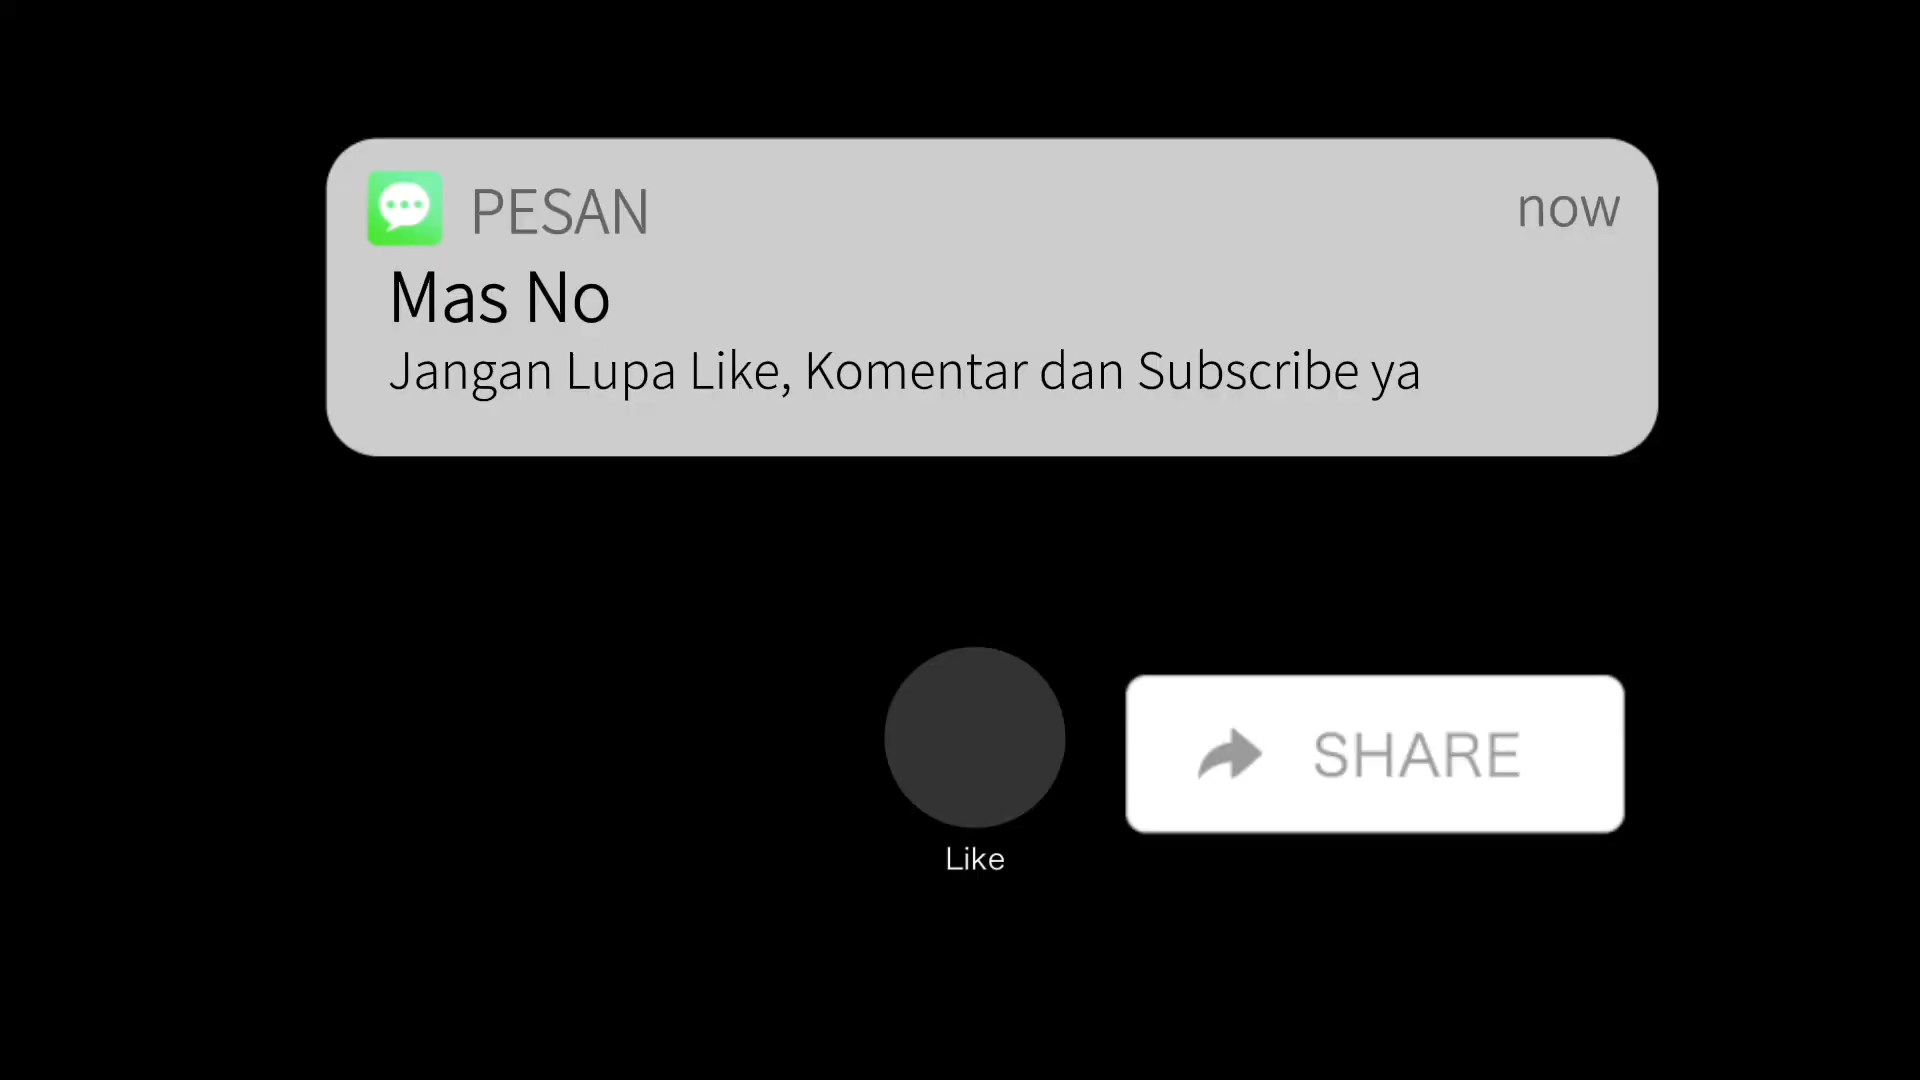 PESAN
now
Mas No
Jangan Lupa Like, Komentar dan Subscribe ya
SHARE
Like